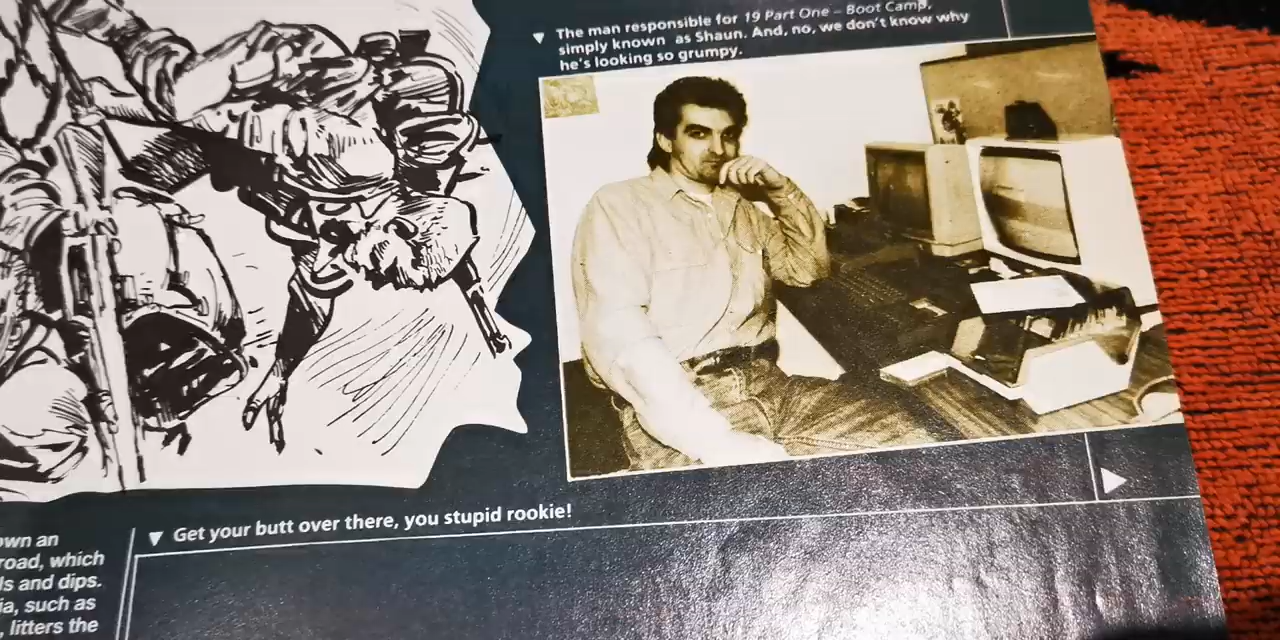 The man responsible for 19 Part One – Boot Camp,
simply known as Shaun. And, no, we don't know why
he's looking so grumpy.
Get your butt over there, you stupid rookie!
own an
road, which
ls and dips.
ia, such as
, litters the